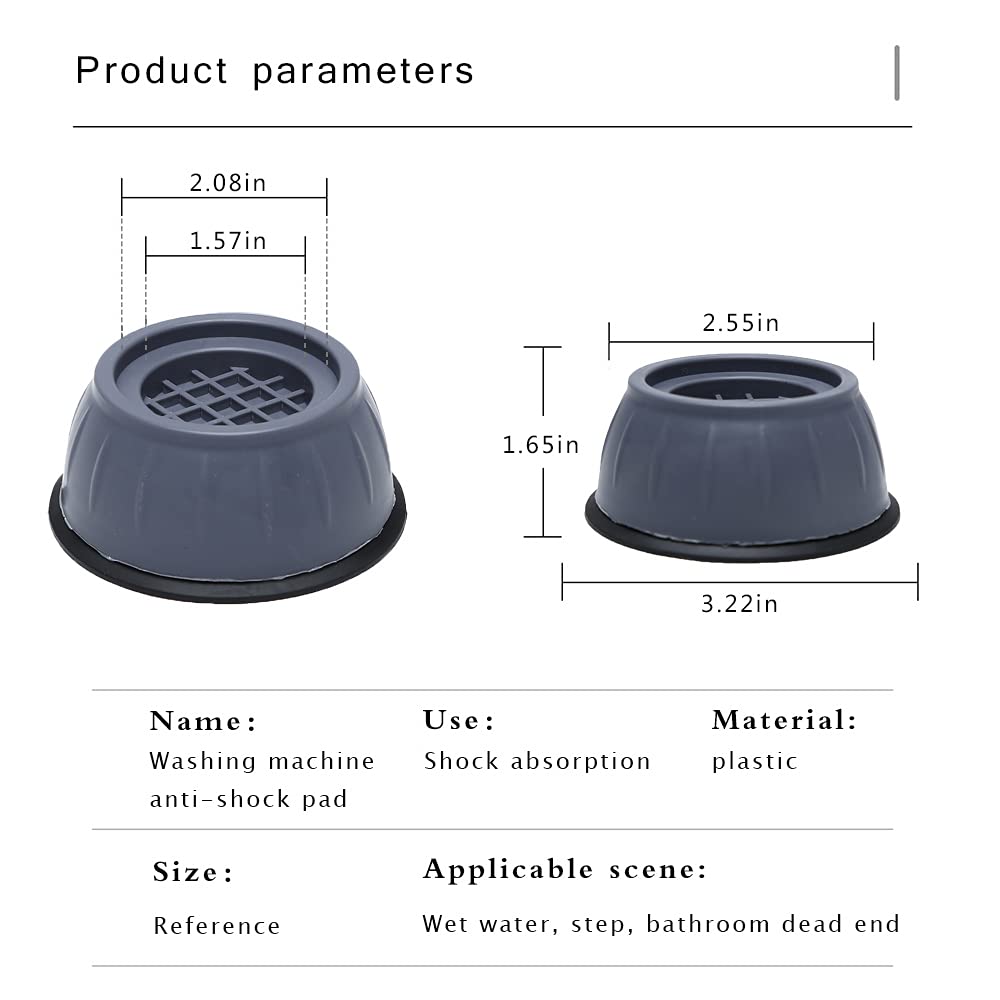 Product parameters
2.08in
1.57in
2.55in
1.65in
3.22in
Name:
Washing machine
anti-shock pad
Use:
Shock absorption
Material:
plastic
Size:
Reference
Applicable scene:
Wet water, step, bathroom dead end